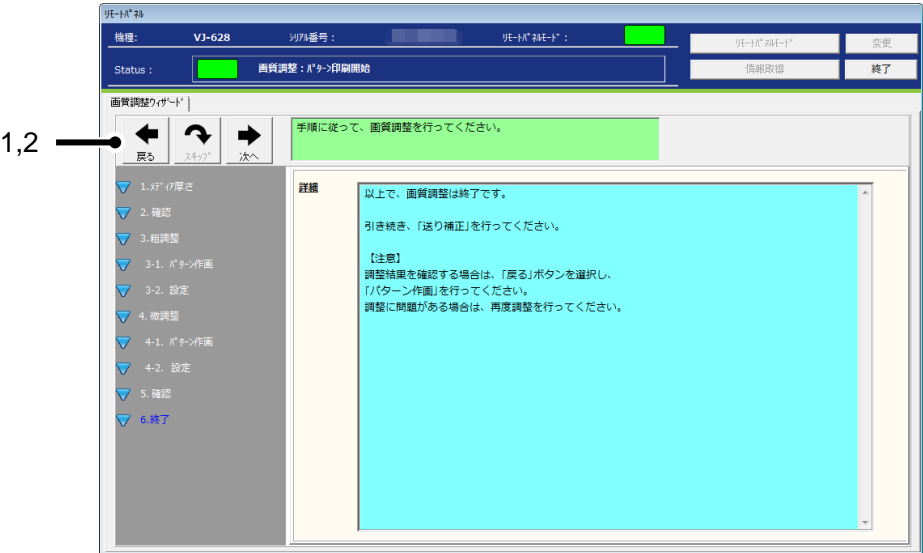 ﾘﾓｰﾄﾊﾟﾈﾙ
機種： VJ-628 ｼﾘｱﾙ番号： ﾘﾓｰﾄﾊﾟﾈﾙﾓｰﾄﾞ： ﾘﾓｰﾄﾊﾟﾈﾙﾓｰﾄﾞ 変更
Status： 画質調整：ﾊﾟﾀｰﾝ印刷開始 情報取得 終了
画質調整ｳｨｻﾞｰﾄﾞ
1,2
戻る ｽｷｯﾌﾟ 次へ
手順に従って、画質調整を行ってください。
1.ﾒﾃﾞｨｱ厚さ
2.確認
3.粗調整
3-1. ﾊﾟﾀｰﾝ作画
3-2. 設定
4.微調整
4-1. ﾊﾟﾀｰﾝ作画
4-2. 設定
5.確認
6.終了
詳細
以上で、画質調整は終了です。
引き続き、「送り補正」を行ってください。
【注意】
調整結果を確認する場合は、「戻る」ボタンを選択し、
「パターン作画」を行ってください。
調整に問題がある場合は、再度調整を行ってください。